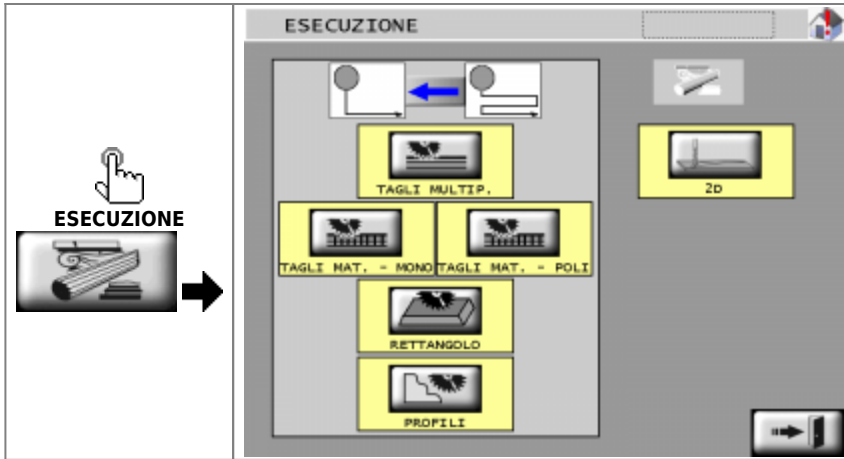 ESECUZIONE
ESECUZIONE
TAGLI MULTIP.
2D
TAGLI MAT. - MONO
TAGLI MAT. - POLI
RETTANGOLO
PROFILI